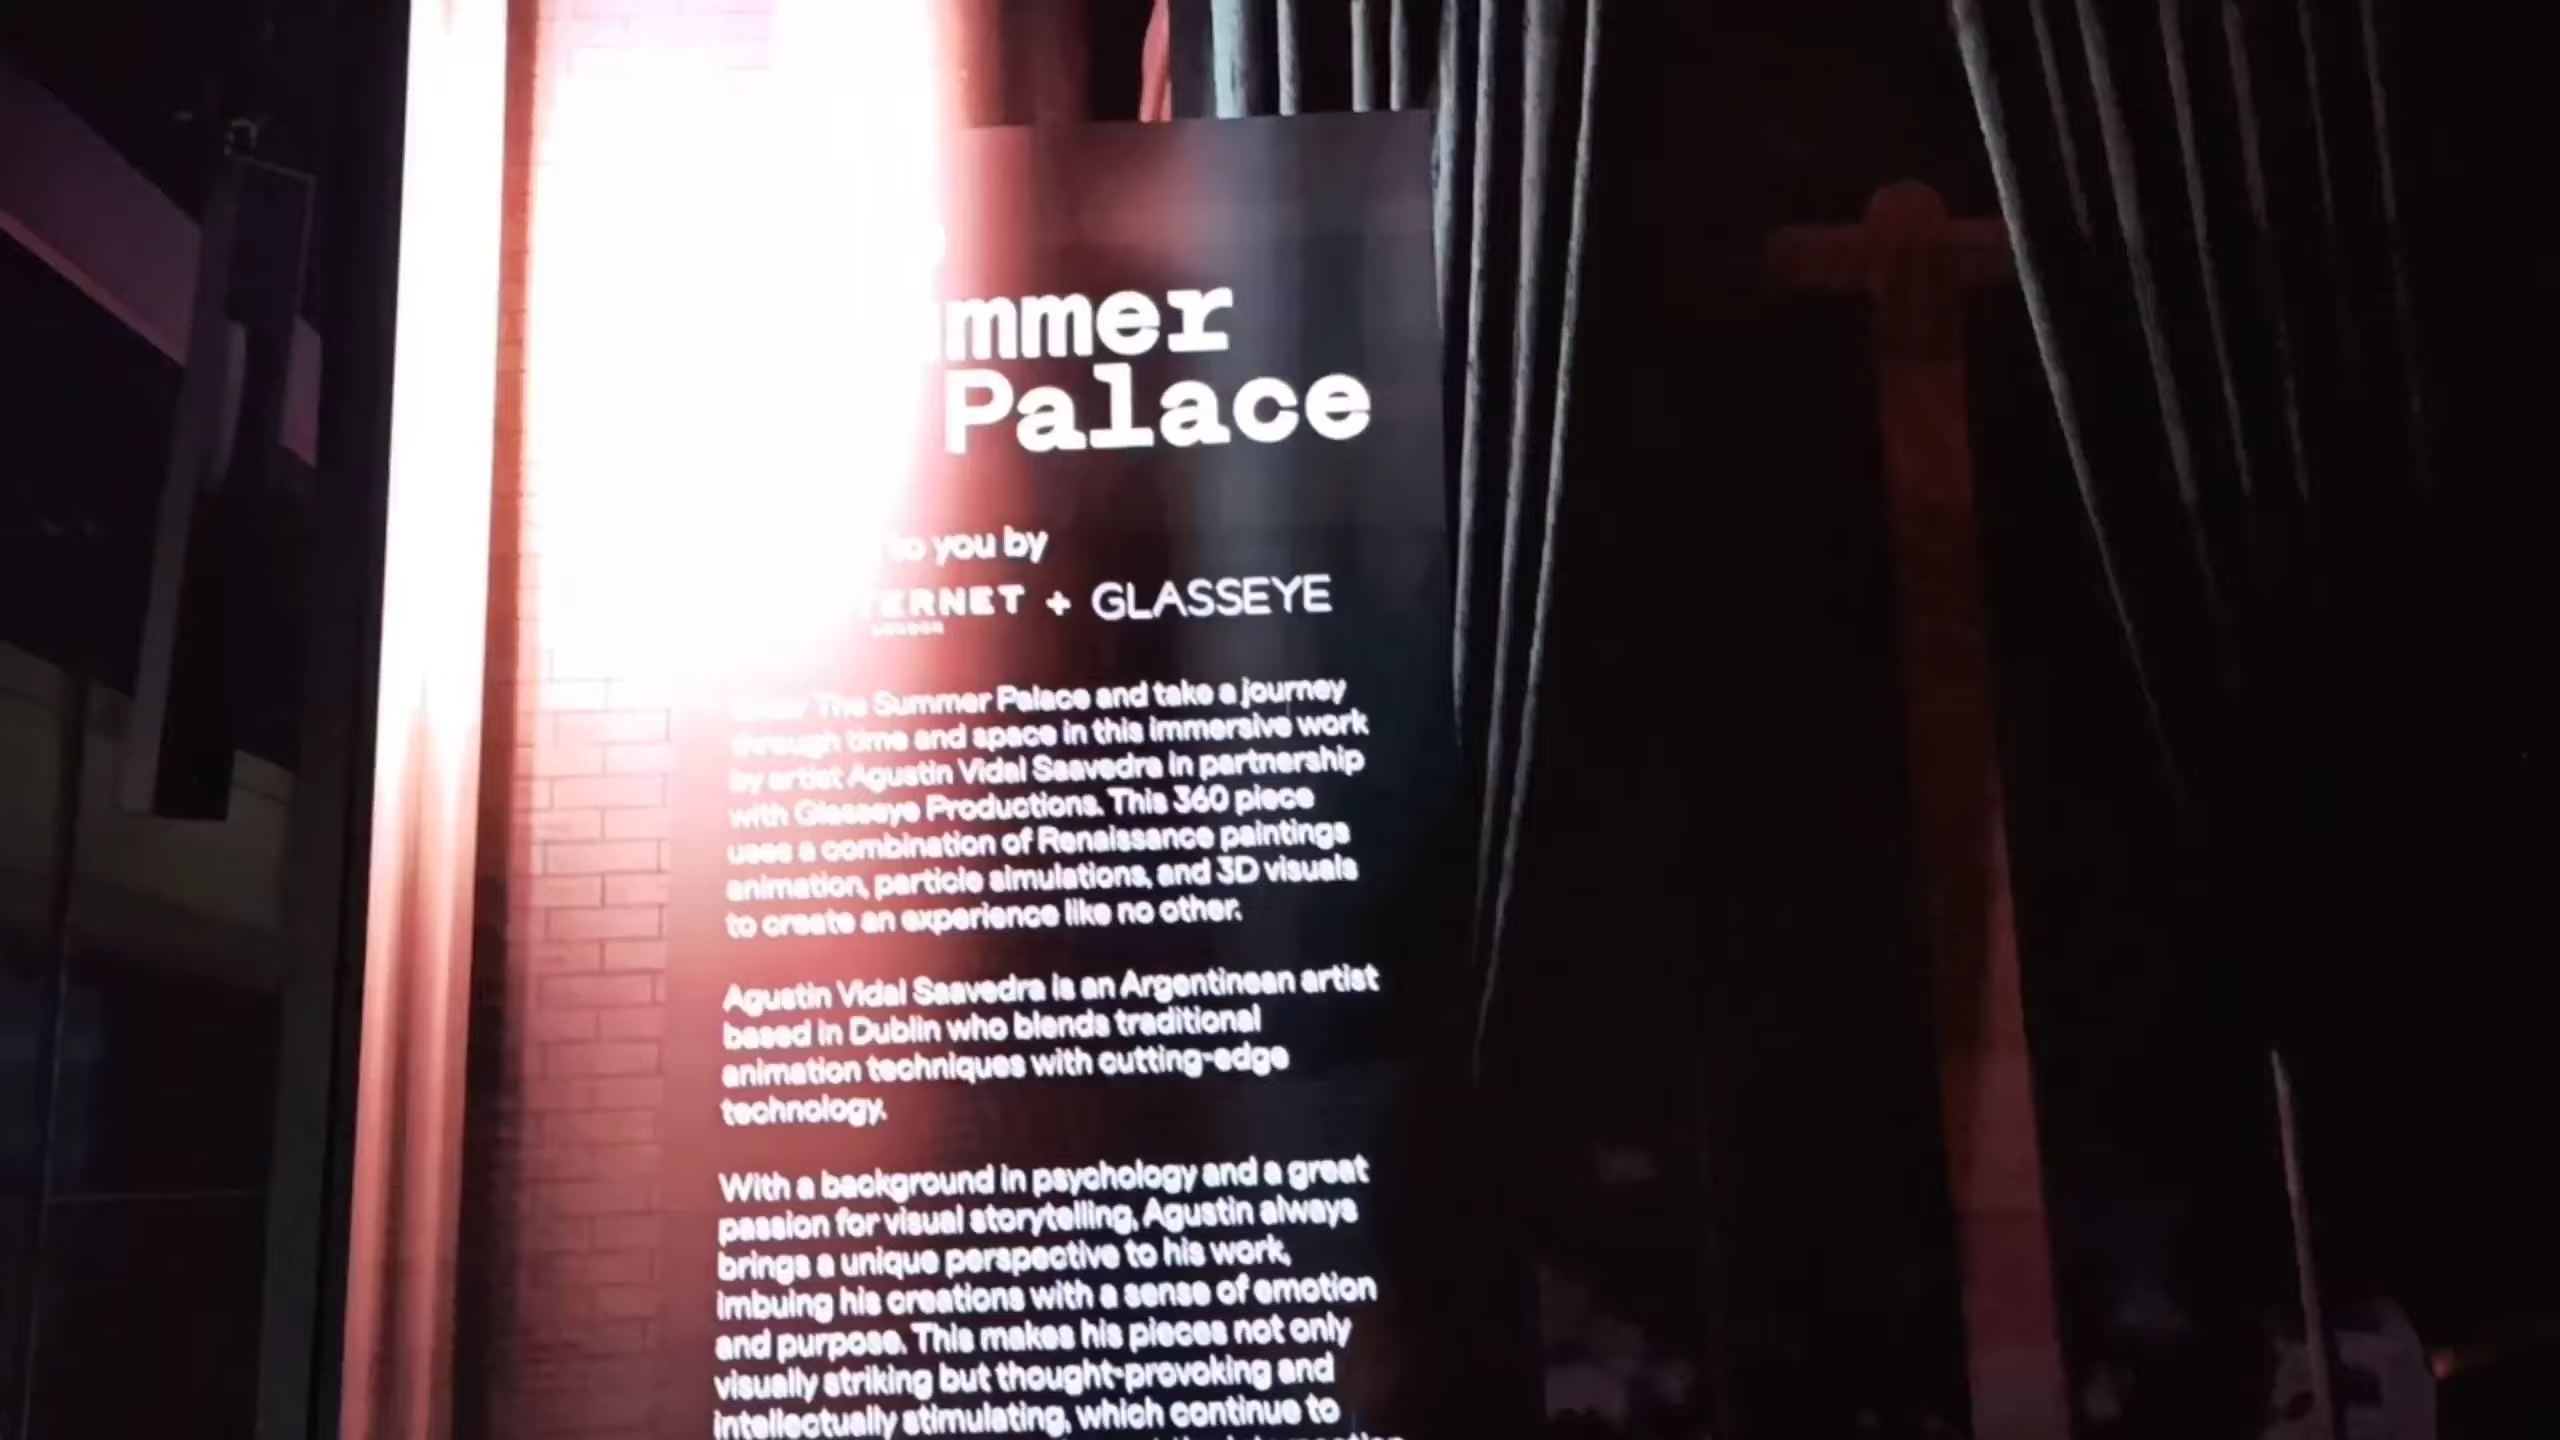 mmer
Palace
to you by
ERNET + GLASSEYE
LONDON
The Summer Palace and take a journey
through time and space in this immersive work
by artist Agustin Vidal Saavedra in partnership
with Glasseye Productions. This 360 piece
uses a combination of Renaissance paintings
animation, particle simulations, and 3D visuals
to create an experience like no other.
Agustin Vidal Saavedra is an Argentinean artist
based in Dublin who blends traditional
animation techniques with cutting-edge
technology.
With a background in psychology and a great
passion for visual storytelling, Agustin always
brings a unique perspective to his work,
imbuing his creations with a sense of emotion
and purpose. This makes his pieces not only
visually striking but thought-provoking and
intellectually stimulating, which continue to